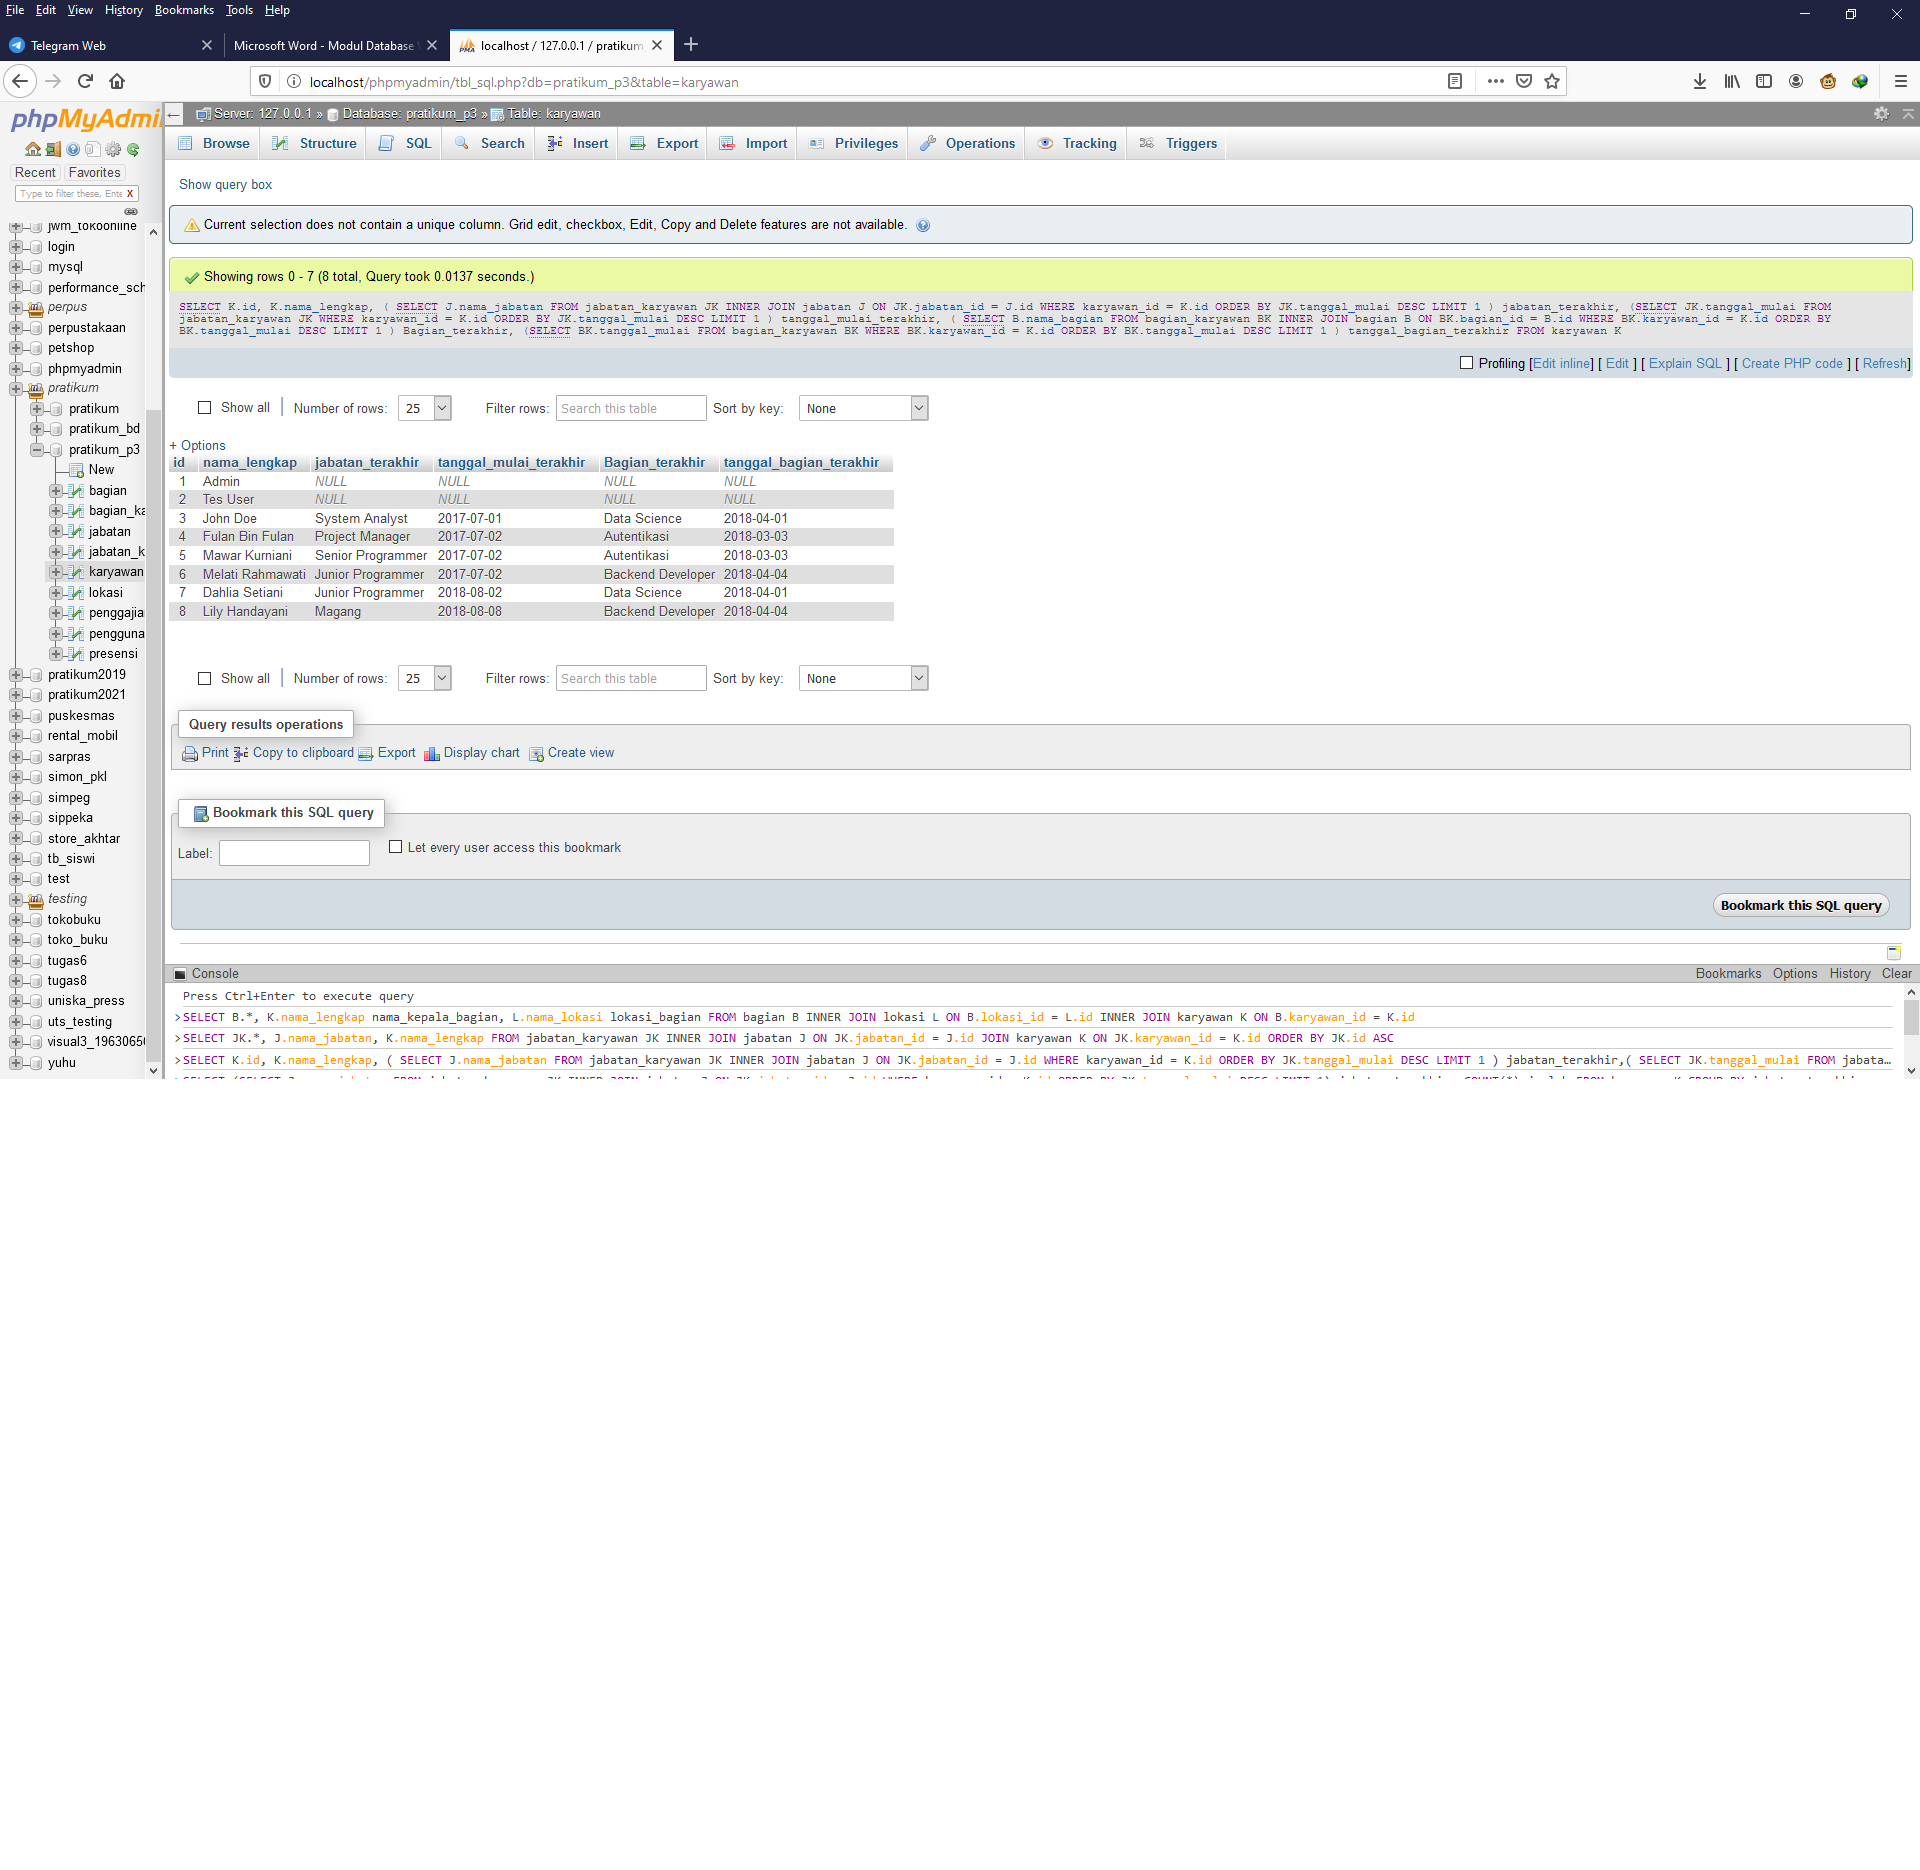 File Edit View History Bookmarks Tools Help
Telegram Web
Microsoft Word - Modul Database
localhost / 127.0.0.1 / pratikum
localhost/phpmyadmin/tbl_sql.php?db=pratikum_p3&table=karyawan
phpMyAdmi
Recent Favorites
Type to filter these, Ente X
jwm_tokoonline
login
mysql
performance_sch
perpus
perpustakaan
petshop
phpmyadmin
pratikum
pratikum
pratikum_bd
pratikum_p3
New
bagian
bagian_ka
jabatan
jabatan_k
karyawan
lokasi
penggajia
pengguna
presensi
pratikum2019
pratikum2021
puskesmas
rental_mobil
sarpras
simon_pkl
simpeg
sippeka
store_akhtar
tb_siswi
test
testing
tokobuku
toko_buku
tugas6
tugas8
uniska_press
uts_testing
visual3_1963065
yuhu
Server: 127.0.0.1 » Database: pratikum_p3 » Table: karyawan
Browse Structure SQL Search Insert Export Import Privileges Operations Tracking Triggers
Show query box
Current selection does not contain a unique column. Grid edit, checkbox, Edit, Copy and Delete features are not available.
Showing rows 0 - 7 (8 total, Query took 0.0137 seconds.)
SELECT K.id, K.nama_lengkap, ( SELECT J.nama_jabatan FROM jabatan_karyawan JK INNER JOIN jabatan J ON JK.jabatan_id = J.id WHERE karyawan_id = K.id ORDER BY JK.tanggal_mulai DESC LIMIT 1 ) jabatan_terakhir, (SELECT JK.tanggal_mulai FROM
jabatan_karyawan JK WHERE karyawan_id = K.id ORDER BY JK.tanggal_mulai DESC LIMIT 1 ) tanggal_mulai_terakhir, ( SELECT B.nama_bagian FROM bagian_karyawan BK INNER JOIN bagian B ON BK.bagian_id = B.id WHERE BK.karyawan_id = K.id ORDER BY
BK.tanggal_mulai DESC LIMIT 1 ) Bagian_terakhir, (SELECT BK.tanggal_mulai FROM bagian_karyawan BK WHERE BK.karyawan_id = K.id ORDER BY BK.tanggal_mulai DESC LIMIT 1 ) tanggal_bagian_terakhir FROM karyawan K
Profiling [Edit inline] [ Edit ] [ Explain SQL ] [ Create PHP code ] [ Refresh]
Show all Number of rows: 25 Filter rows: Search this table Sort by key: None
+ Options
id nama_lengkap jabatan_terakhir tanggal_mulai_terakhir Bagian_terakhir tanggal_bagian_terakhir
1 Admin NULL NULL NULL NULL
2 Tes User NULL NULL NULL NULL
3 John Doe System Analyst 2017-07-01 Data Science 2018-04-01
4 Fulan Bin Fulan Project Manager 2017-07-02 Autentikasi 2018-03-03
5 Mawar Kurniani Senior Programmer 2017-07-02 Autentikasi 2018-03-03
6 Melati Rahmawati Junior Programmer 2017-07-02 Backend Developer 2018-04-04
7 Dahlia Setiani Junior Programmer 2018-08-02 Data Science 2018-04-01
8 Lily Handayani Magang 2018-08-08 Backend Developer 2018-04-04
Show all Number of rows: 25 Filter rows: Search this table Sort by key: None
Query results operations
Print Copy to clipboard Export Display chart Create view
Bookmark this SQL query
Label: Let every user access this bookmark
Bookmark this SQL query
Console Bookmarks Options History Clear
Press Ctrl+Enter to execute query
>SELECT B.*, K.nama_lengkap nama_kepala_bagian, L.nama_lokasi lokasi_bagian FROM bagian B INNER JOIN lokasi L ON B.lokasi_id = L.id INNER JOIN karyawan K ON B.karyawan_id = K.id
>SELECT JK.*, J.nama_jabatan, K.nama_lengkap FROM jabatan_karyawan JK INNER JOIN jabatan J ON JK.jabatan_id = J.id JOIN karyawan K ON JK.karyawan_id = K.id ORDER BY JK.id ASC
>SELECT K.id, K.nama_lengkap, ( SELECT J.nama_jabatan FROM jabatan_karyawan JK INNER JOIN jabatan J ON JK.jabatan_id = J.id WHERE karyawan_id = K.id ORDER BY JK.tanggal_mulai DESC LIMIT 1 ) jabatan_terakhir,( SELECT JK.tanggal_mulai FROM jabata...